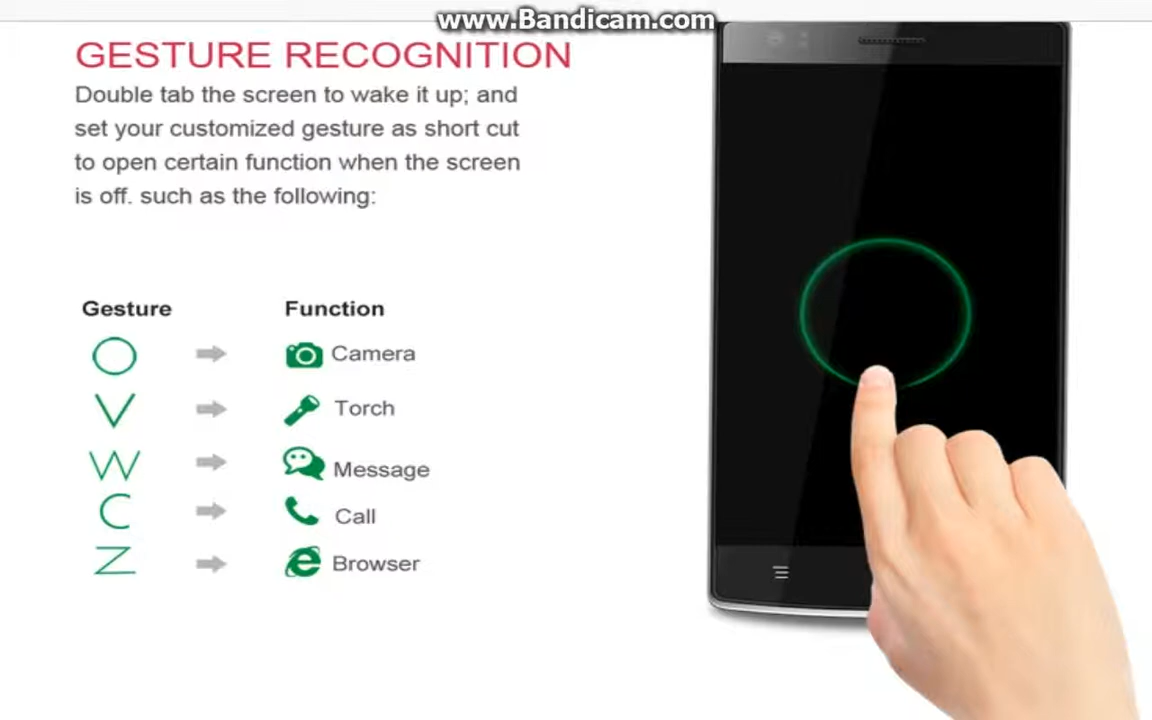 www.Bandicam.com
GESTURE RECOGNITION
Double tab the screen to wake it up; and
set your customized gesture as short cut
to open certain function when the screen
is off. such as the following:
Gesture Function
O Camera
V Torch
W Message
C Call
Z Browser